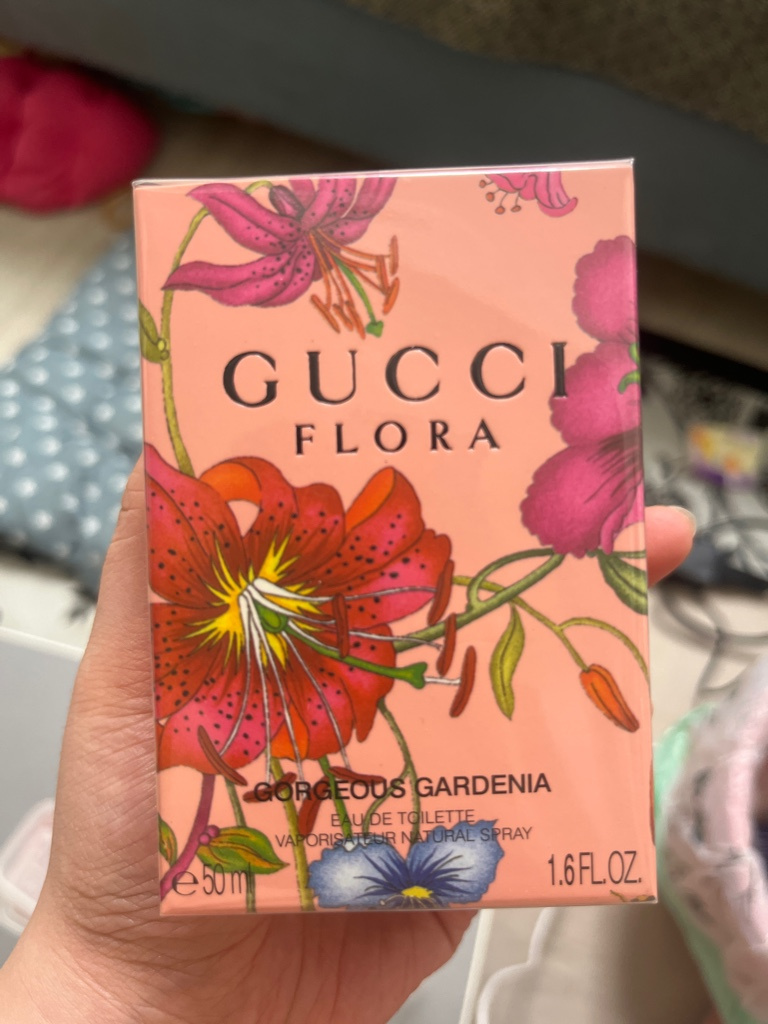 GUCCI
FLORA
GORGEOUS GARDENIA
EAU DE TOILETTE
VAPORISATEUR NATURAL SPRAY
℮50 ml 1.6 FL.OZ.